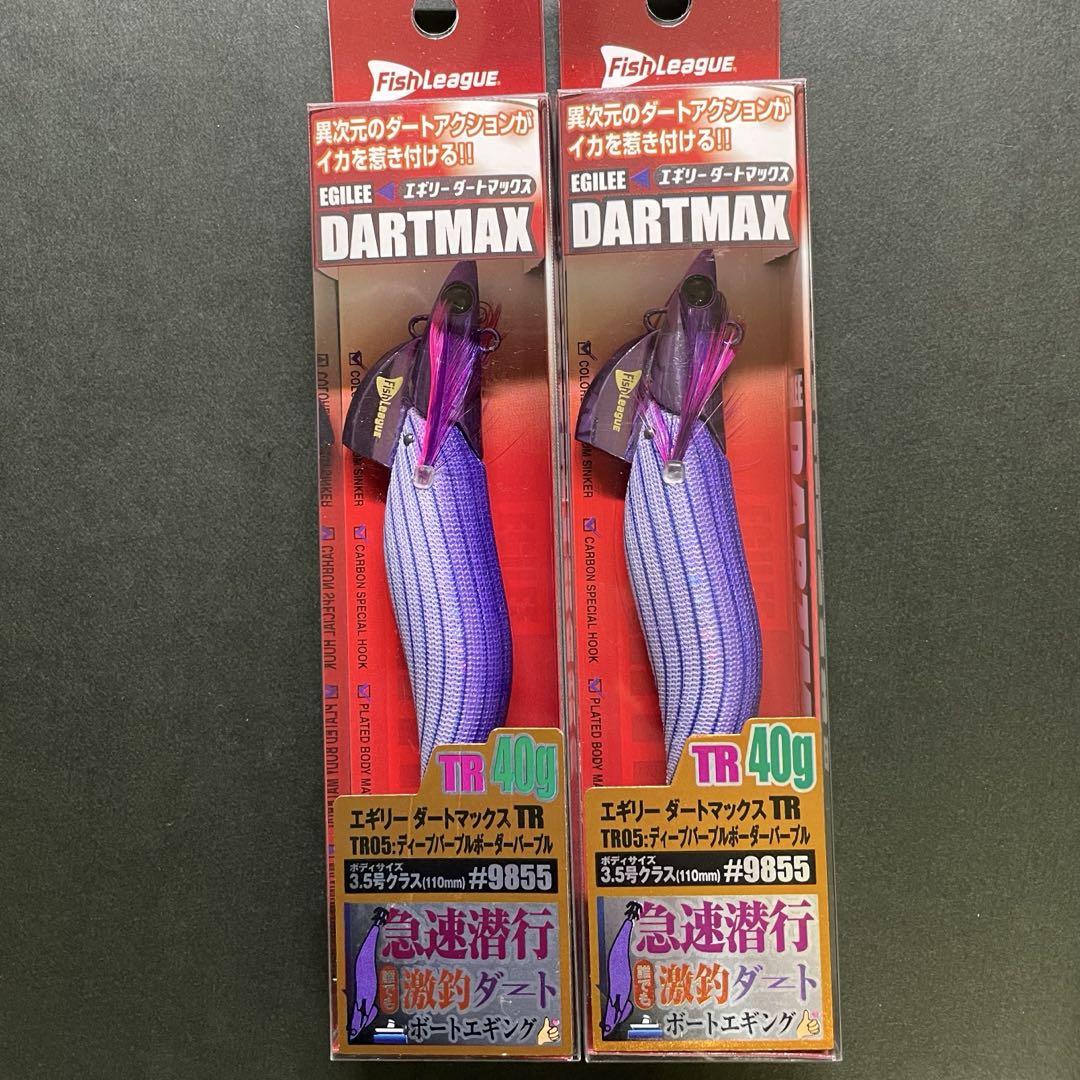 FishLeague
異次元のダートアクションが
イカを惹き付ける!!
EGILEE エギリー ダートマックス
DARTMAX
FishLeague
COLOR
M SINKER
CARBON SPECIAL HOOK
PLATED BODY MA
TR 40g
エギリー ダートマックス TR
TR05:ディープパープルボーダーパープル
ボディサイズ
3.5号クラス(110mm) #9855
急速潜行
激釣ダート
ボートエギング
FishLeague
異次元のダートアクションが
イカを惹き付ける!!
EGILEE エギリー ダートマックス
DARTMAX
FishLeague
COLOR
OM SINKER
CARBON SPECIAL HOOK
PLATED BODY MA
TR 40g
エギリー ダートマックス TR
TR05:ディープパープルボーダーパープル
ボディサイズ
3.5号クラス(110mm) #9855
急速潜行
激釣ダート
ボートエギング